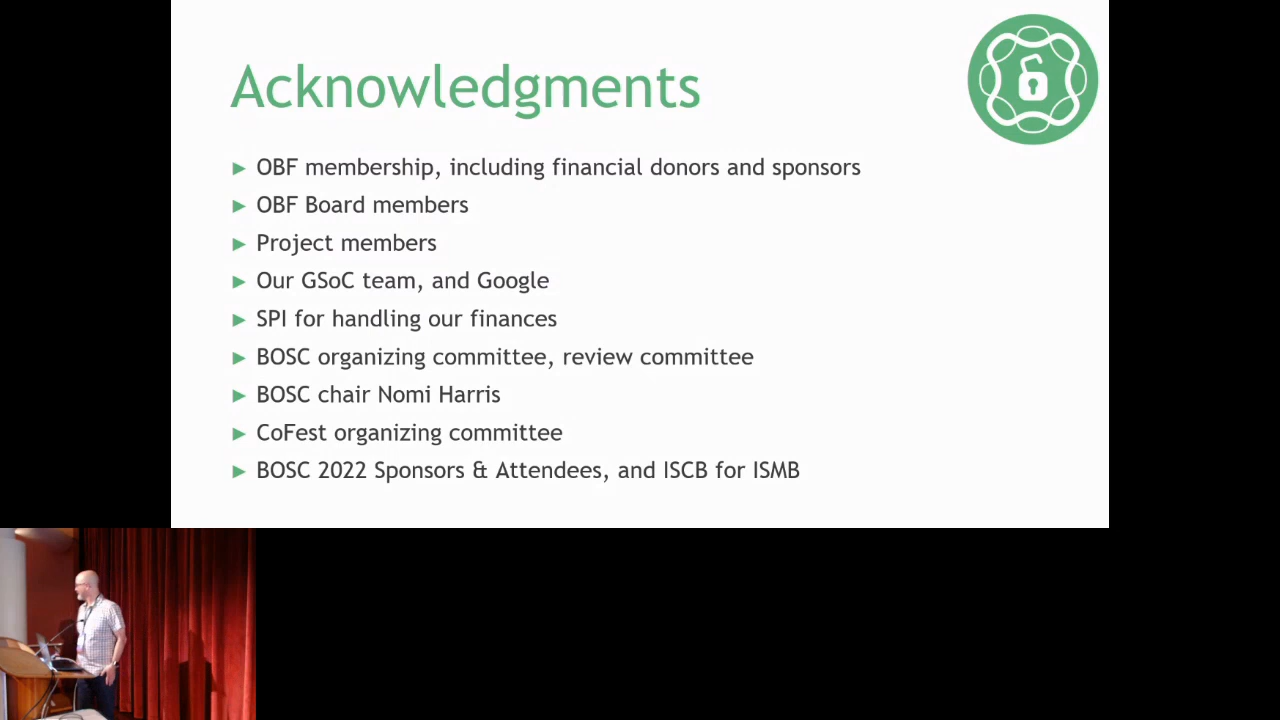 Acknowledgments
► OBF membership, including financial donors and sponsors
► OBF Board members
► Project members
► Our GSoC team, and Google
► SPI for handling our finances
► BOSC organizing committee, review committee
► BOSC chair Nomi Harris
► CoFest organizing committee
► BOSC 2022 Sponsors & Attendees, and ISCB for ISMB